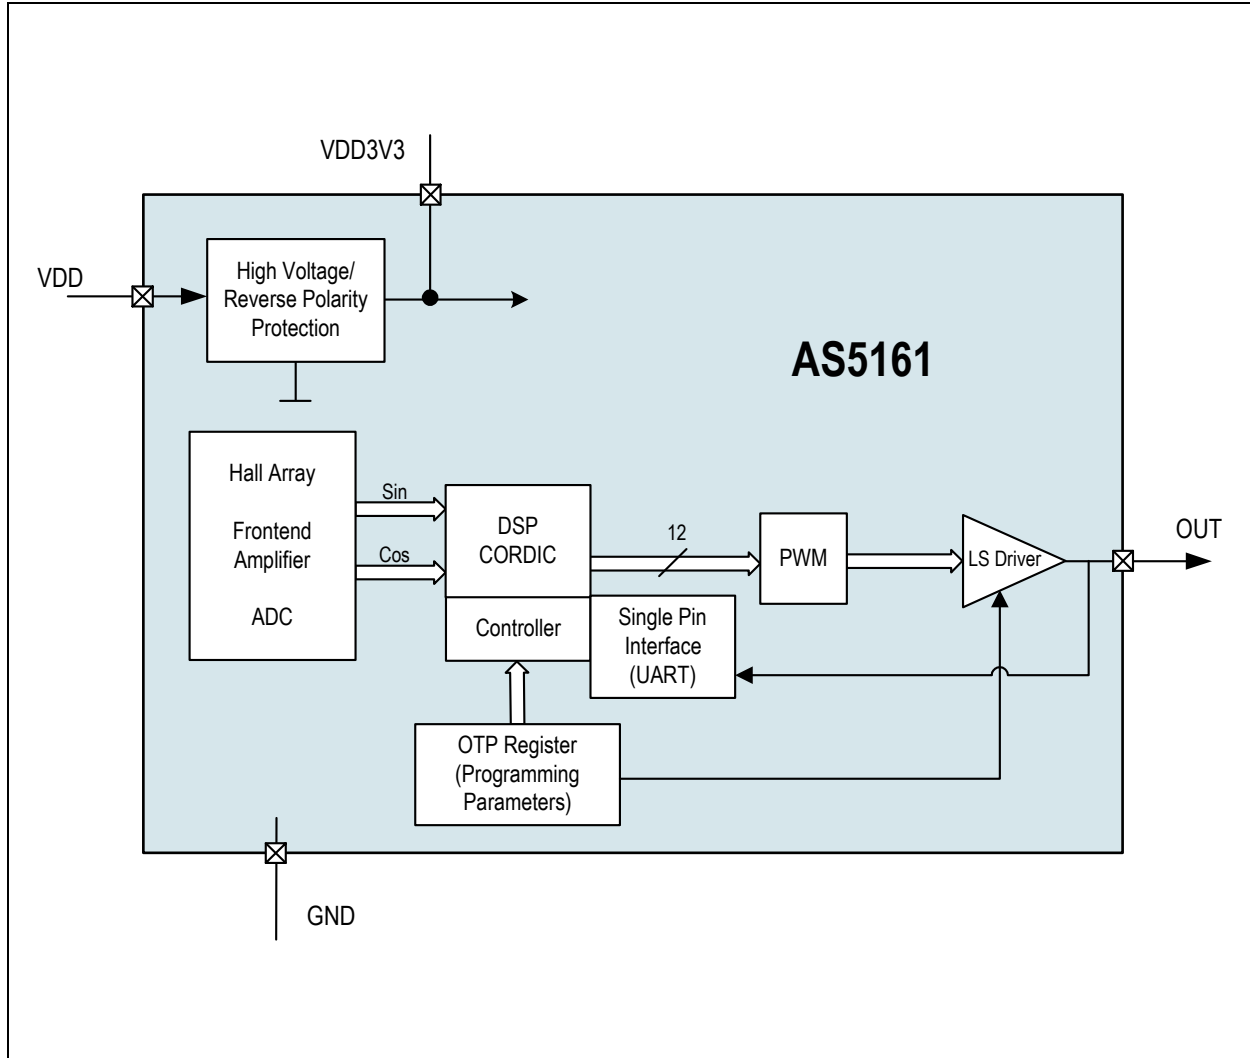 VDD3V3
VDD
High Voltage/
Reverse Polarity
Protection
AS5161
Hall Array
Frontend
Amplifier
ADC
Sin
Cos
DSP
CORDIC
Controller
12
PWM
LS Driver
OUT
Single Pin
Interface
(UART)
OTP Register
(Programming
Parameters)
GND